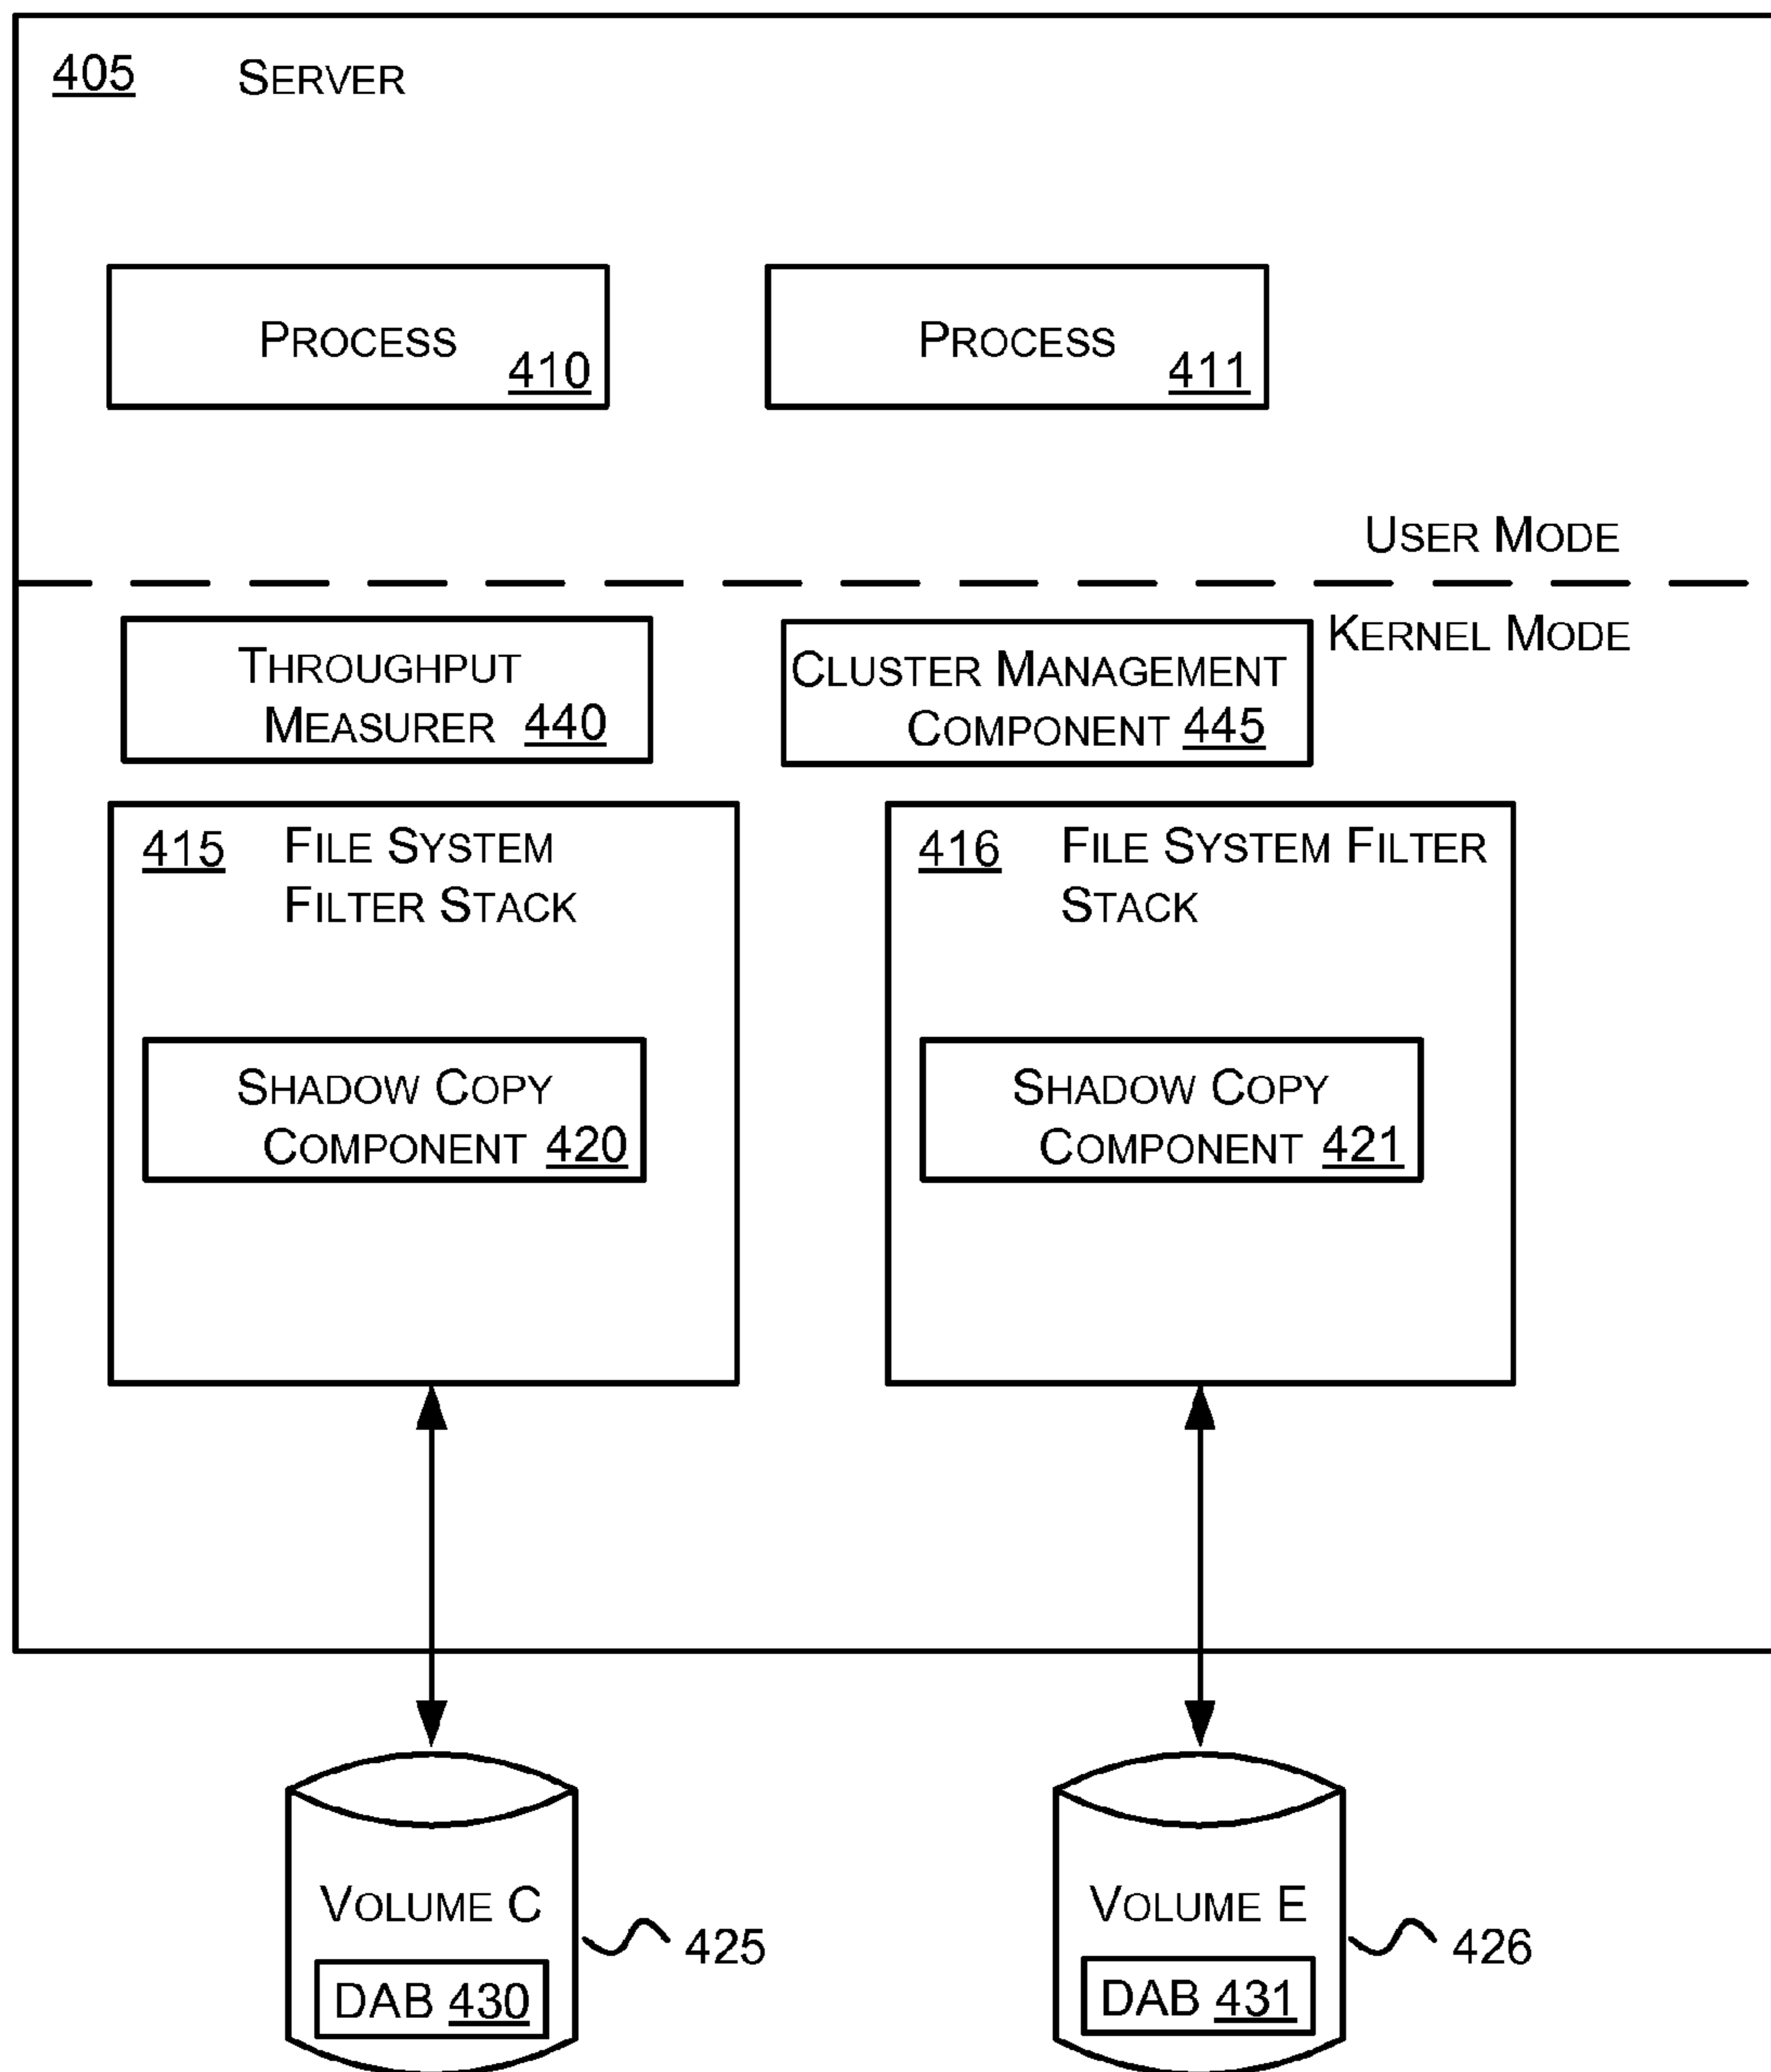 405 SERVER
PROCESS 410
PROCESS 411
USER MODE
KERNEL MODE
THROUGHPUT
MEASURER 440
CLUSTER MANAGEMENT
COMPONENT 445
415 FILE SYSTEM
FILTER STACK
416 FILE SYSTEM FILTER
STACK
SHADOW COPY
COMPONENT 420
SHADOW COPY
COMPONENT 421
VOLUME C
425
DAB 430
VOLUME E
426
DAB 431